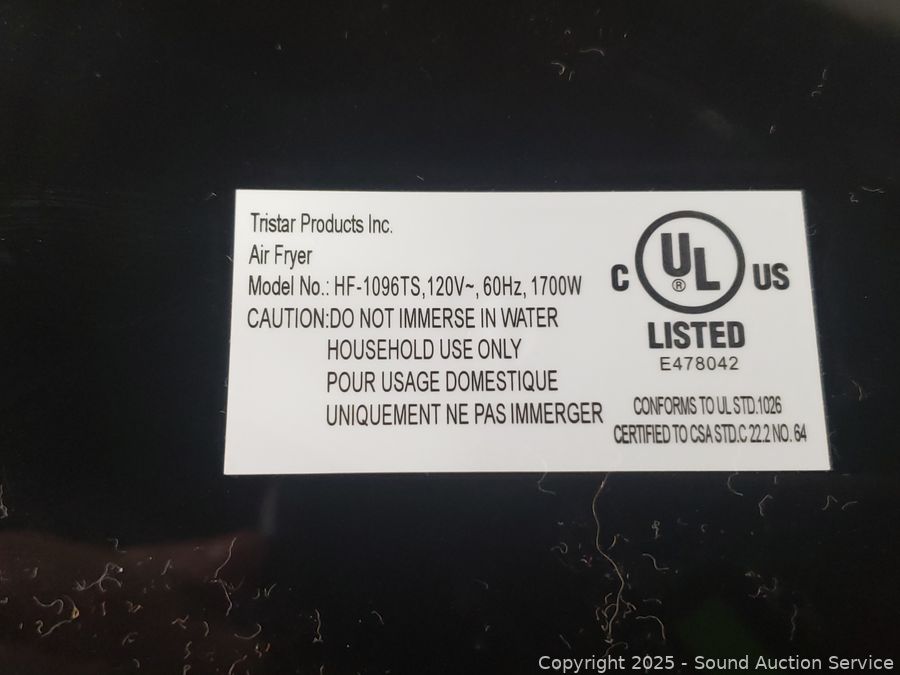 Tristar Products Inc.
Air Fryer
Model No.: HF-1096TS,120V~, 60Hz, 1700W
CAUTION:DO NOT IMMERSE IN WATER
HOUSEHOLD USE ONLY
POUR USAGE DOMESTIQUE
UNIQUEMENT NE PAS IMMERGER
C UL® US
LISTED
E478042
CONFORMS TO UL STD.1026
CERTIFIED TO CSA STD.C 22.2 NO. 64
Copyright © 2025 - Sound Auction Service